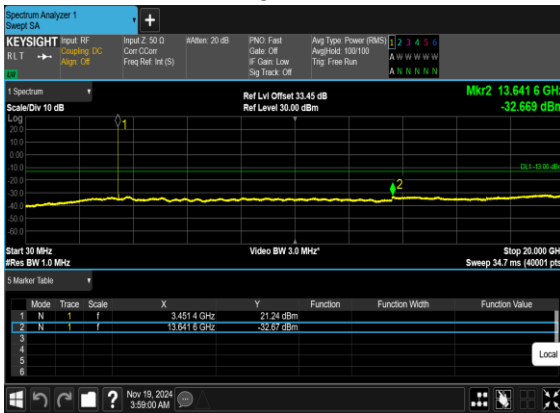 Spectrum Analyzer 1
Swept SA
+
KEYSIGHT Input: RF Input Z: 50 Ω #Atten: 20 dB PNO: Fast Avg Type: Power (RMS) 1 2 3 4 5 6
RLT Coupling: DC Corr CCorr Gate: Off Avg|Hold: 100/100 A W W W W W
Align: Off Freq Ref: Int (S) IF Gain: Low Trig: Free Run
Sig Track: Off A N N N N N
1 Spectrum Ref Lvl Offset 33.45 dB Mkr2 13.641 6 GHz
Scale/Div 10 dB Ref Level 30.00 dBm -32.669 dBm
Log
20.0
10.0
0.00
-10.0
-20.0
-30.0
-40.0
-50.0
-60.0
1
DL1 -13.00 dBm
2
Start 30 MHz Video BW 3.0 MHz* Stop 20.000 GH
#Res BW 1.0 MHz Sweep 34.7 ms (40001 pts
5 Marker Table
Mode Trace Scale X Y Function Function Width Function Value
1 N 1 f 3.451 4 GHz 21.24 dBm
2 N 1 f 13.641 6 GHz -32.67 dBm
3
4
5
6
Local
? Nov 19, 2024
3:59:00 AM